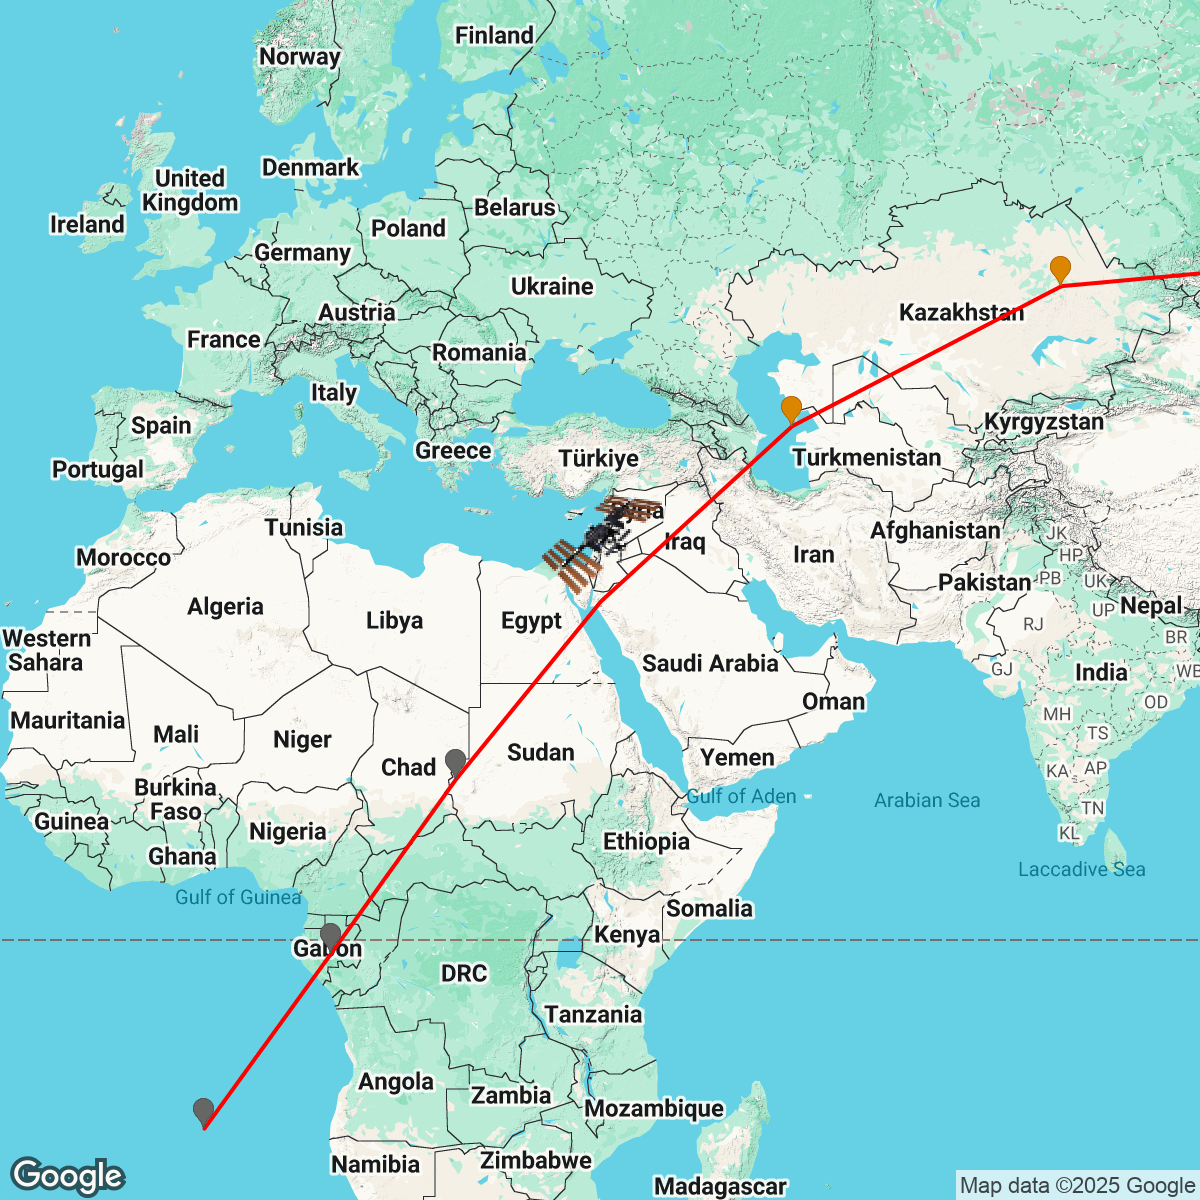 Finland
Norway
Denmark
United
Kingdom
Ireland
Belarus
Poland
Germany
Ukraine
Kazakhstan
Austria
France
Romania
Italy
Spain
Kyrgyzstan
Greece
Türkiye
Turkmenistan
Portugal
Tunisia
Afghanistan
JK
Morocco
Iraq
Iran
HP
PB
UK
Pakistan
Algeria
Libya
Egypt
UP
Nepal
RJ
BR
Western
Sahara
Saudi Arabia
GJ
India
WB
Oman
OD
Mauritania
Mali
Niger
MH
TS
Sudan
Chad
Yemen
KA
AP
Burkina
Faso
Gulf of Aden
Arabian Sea
TN
Guinea
Nigeria
KL
Ethiopia
Ghana
Laccadive Sea
Gulf of Guinea
Somalia
Kenya
Gabon
DRC
Tanzania
Angola
Zambia
Mozambique
Namibia
Zimbabwe
Madagascar
Google
Map data ©2025 Google